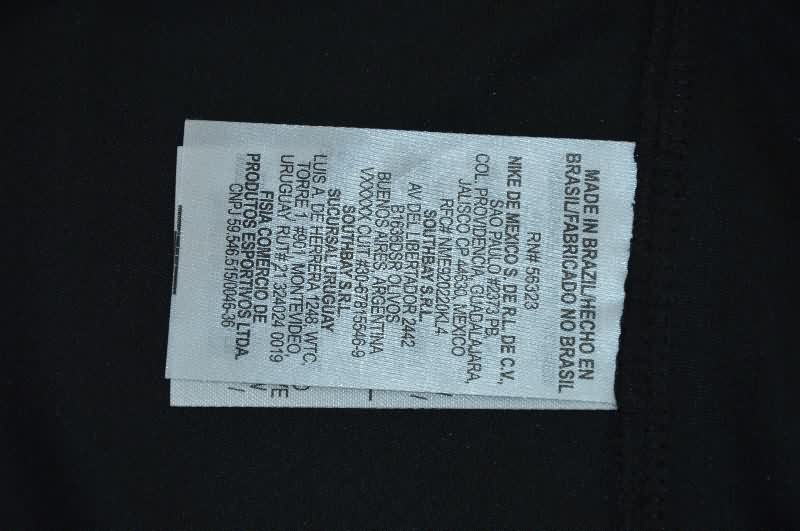 MADE IN BRAZIL/HECHO EN
BRASIL/FABRICADO NO BRASIL
RN# 56323
NIKE DE MEXICO S. DE R.L. DE C.V.,
SAO PAULO #2373 PB,
COL. PROVIDENCIA, GUADALAJARA,
JALISCO CP 44630, MEXICO
RFC# NME920220KL4
SOUTHBAY S.R.L.
AV DEL LIBERTADOR 2442
B1636DSR OLIVOS
BUENOS AIRES, ARGENTINA
VXXXXX CUIT #30-67815546-9
SOUTHBAY S.R.L.
SUCURSAL URUGUAY
LUIS A. DE HERRERA 1248 WTC,
TORRE 1 #901, MONTEVIDEO,
URUGUAY, RUT# 21 324024 0019
FISIA COMERCIO DE
PRODUTOS ESPORTIVOS LTDA.
CNPJ 59.546.515/0046-36